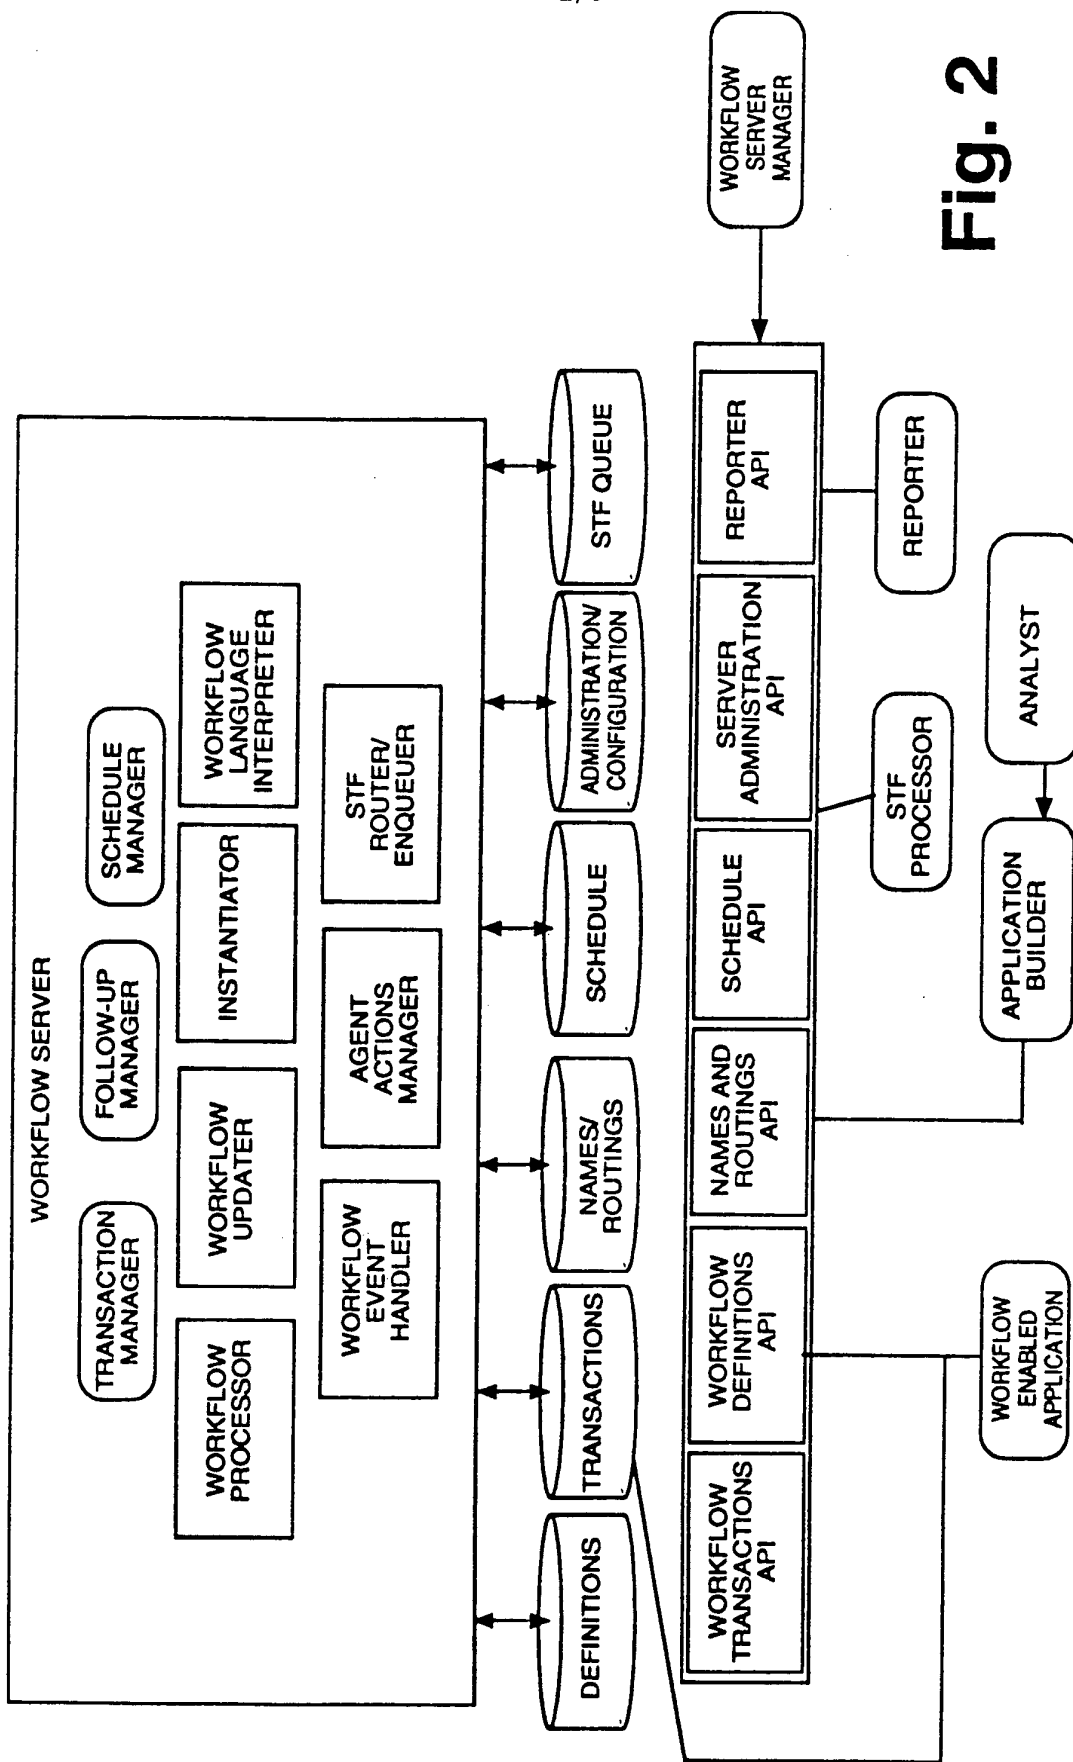 WORKFLOW SERVER
TRANSACTION
MANAGER
FOLLOW-UP
MANAGER
SCHEDULE
MANAGER
WORKFLOW
PROCESSOR
WORKFLOW
UPDATER
INSTANTIATOR
WORKFLOW
LANGUAGE
INTERPRETER
WORKFLOW
EVENT
HANDLER
AGENT
ACTIONS
MANAGER
STF
ROUTER/
ENQUEUER
DEFINITIONS
TRANSACTIONS
NAMES/
ROUTINGS
SCHEDULE
ADMINISTRATION/
CONFIGURATION
STF QUEUE
WORKFLOW
TRANSACTIONS
API
WORKFLOW
DEFINITIONS
API
NAMES AND
ROUTINGS
API
SCHEDULE
API
SERVER
ADMINISTRATION
API
REPORTER
API
WORKFLOW
SERVER
MANAGER
STF
PROCESSOR
REPORTER
WORKFLOW
ENABLED
APPLICATION
APPLICATION
BUILDER
ANALYST
Fig. 2